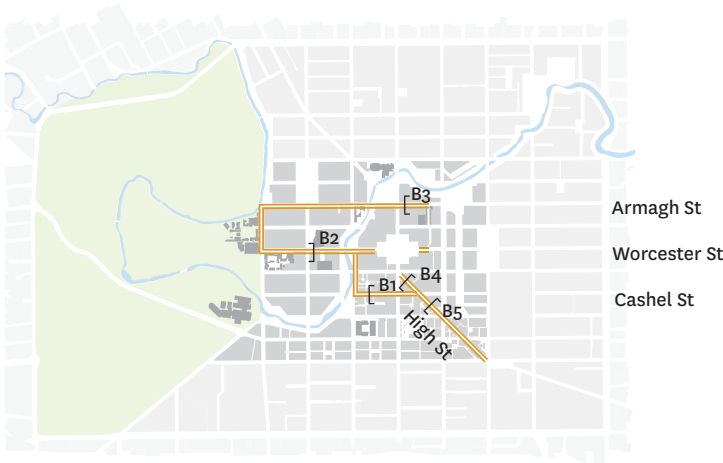 B3
Armagh St
B2
Worcester St
B4
B1
Cashel St
B5
High St